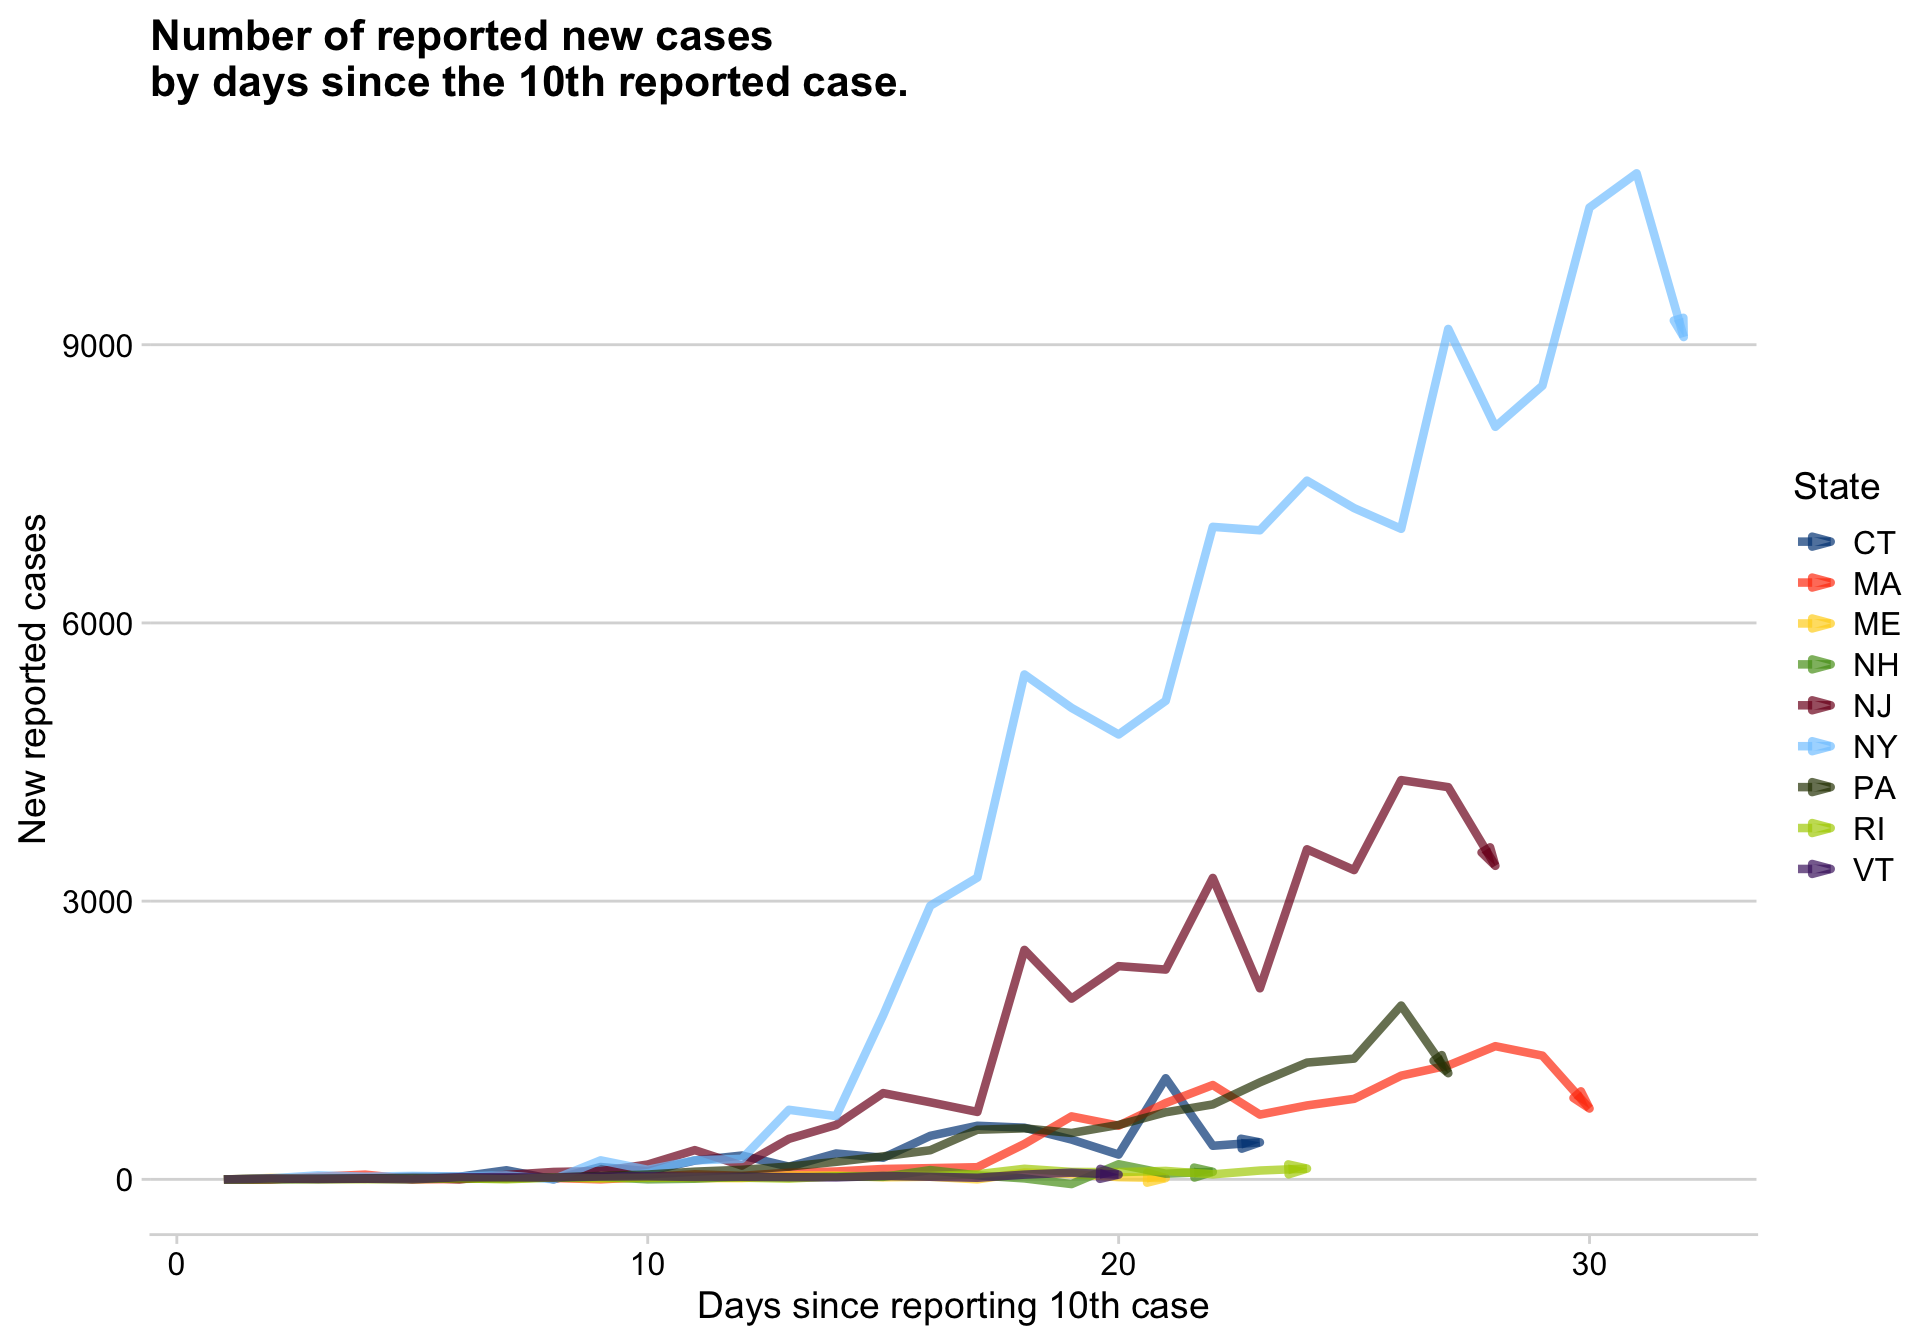 Number of reported new cases
by days since the 10th reported case.
New reported cases
9000
6000
3000
0
0
10
20
30
Days since reporting 10th case
State
CT
MA
ME
NH
NJ
NY
PA
RI
VT